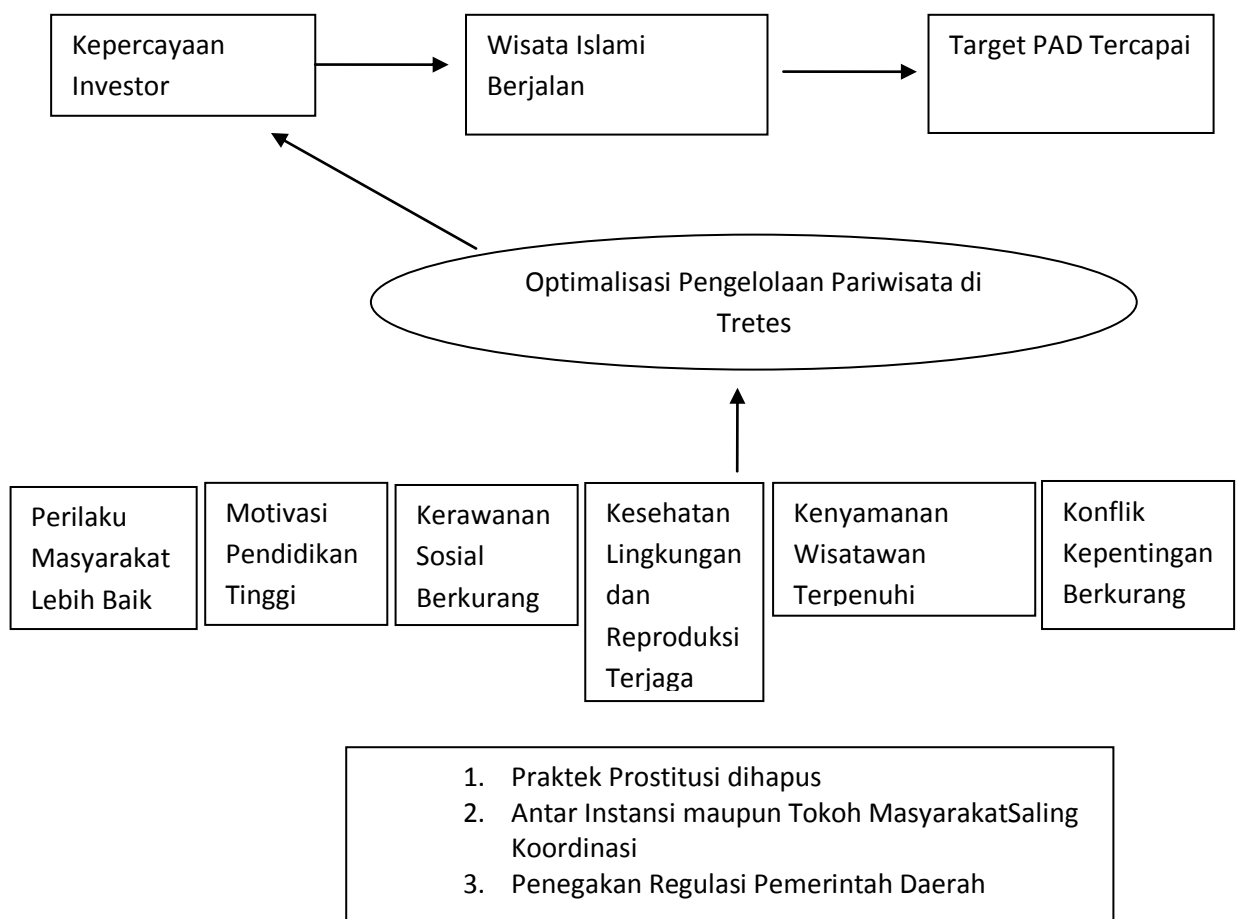 Kepercayaan
Investor
Wisata Islami
Berjalan
Target PAD Tercapai
Optimalisasi Pengelolaan Pariwisata di
Tretes
Perilaku
Masyarakat
Lebih Baik
Motivasi
Pendidikan
Tinggi
Kerawanan
Sosial
Berkurang
Kesehatan
Lingkungan
dan
Reproduksi
Terjaga
Kenyamanan
Wisatawan
Terpenuhi
Konflik
Kepentingan
Berkurang
1. Praktek Prostitusi dihapus
2. Antar Instansi maupun Tokoh MasyarakatSaling
Koordinasi
3. Penegakan Regulasi Pemerintah Daerah